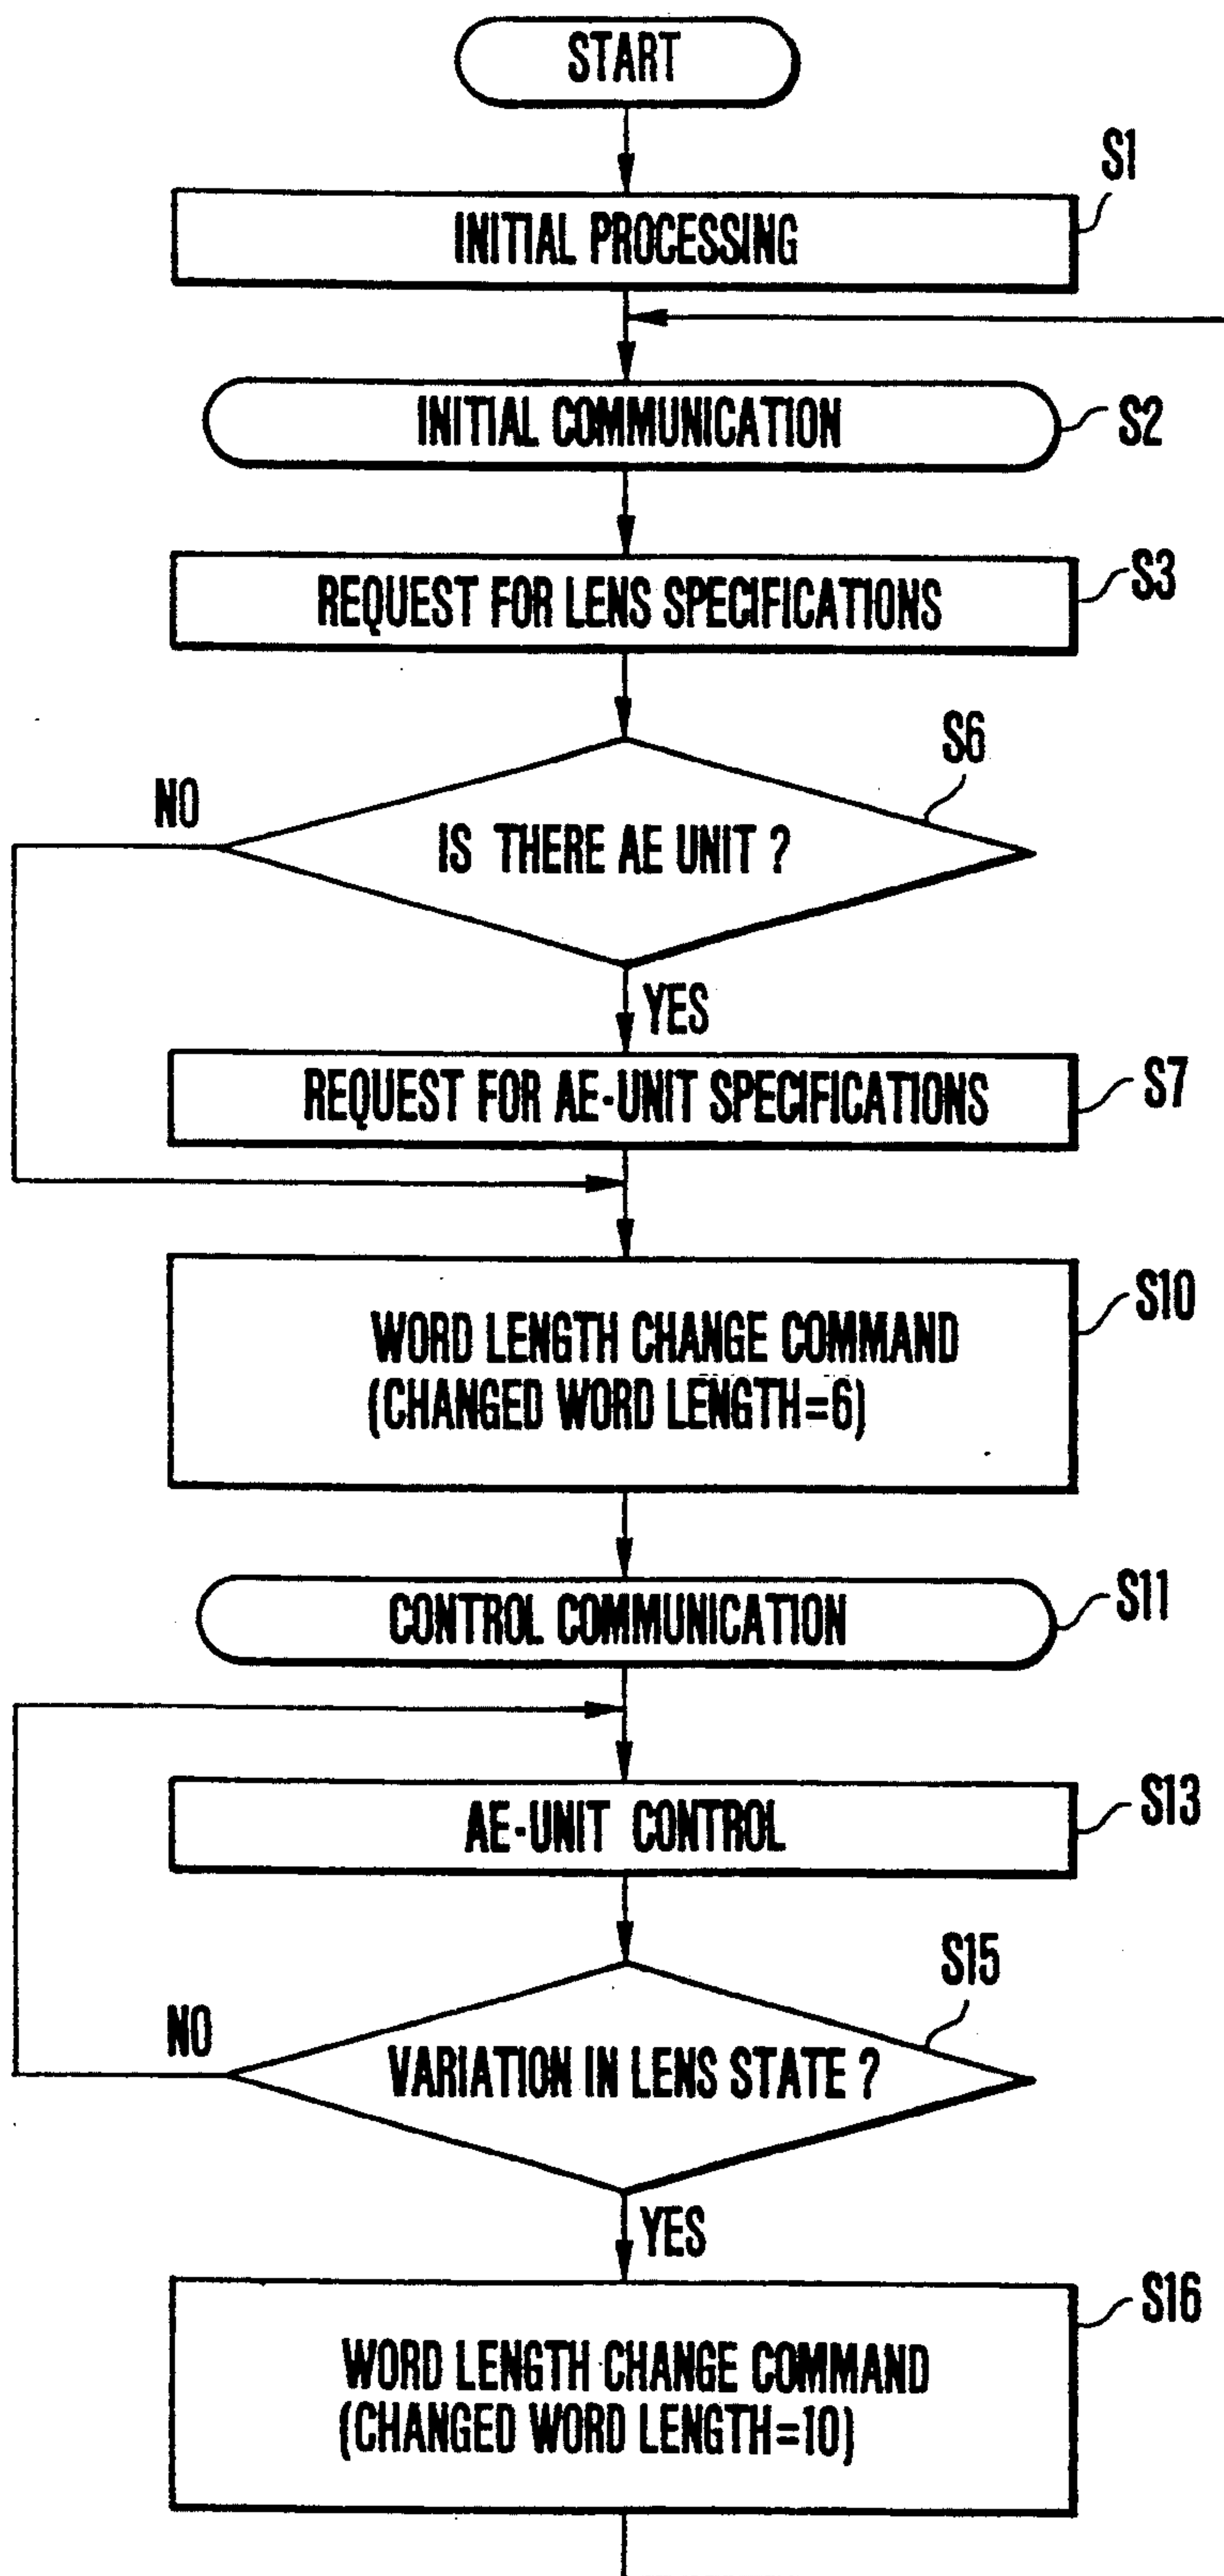 START
S1
INITIAL PROCESSING
INITIAL COMMUNICATION
S2
REQUEST FOR LENS SPECIFICATIONS
S3
S6
NO
IS THERE AE UNIT ?
YES
REQUEST FOR AE-UNIT SPECIFICATIONS
S7
S10
WORD LENGTH CHANGE COMMAND
(CHANGED WORD LENGTH=6)
CONTROL COMMUNICATION
S11
AE-UNIT CONTROL
S13
S15
NO
VARIATION IN LENS STATE ?
YES
S16
WORD LENGTH CHANGE COMMAND
(CHANGED WORD LENGTH=10)